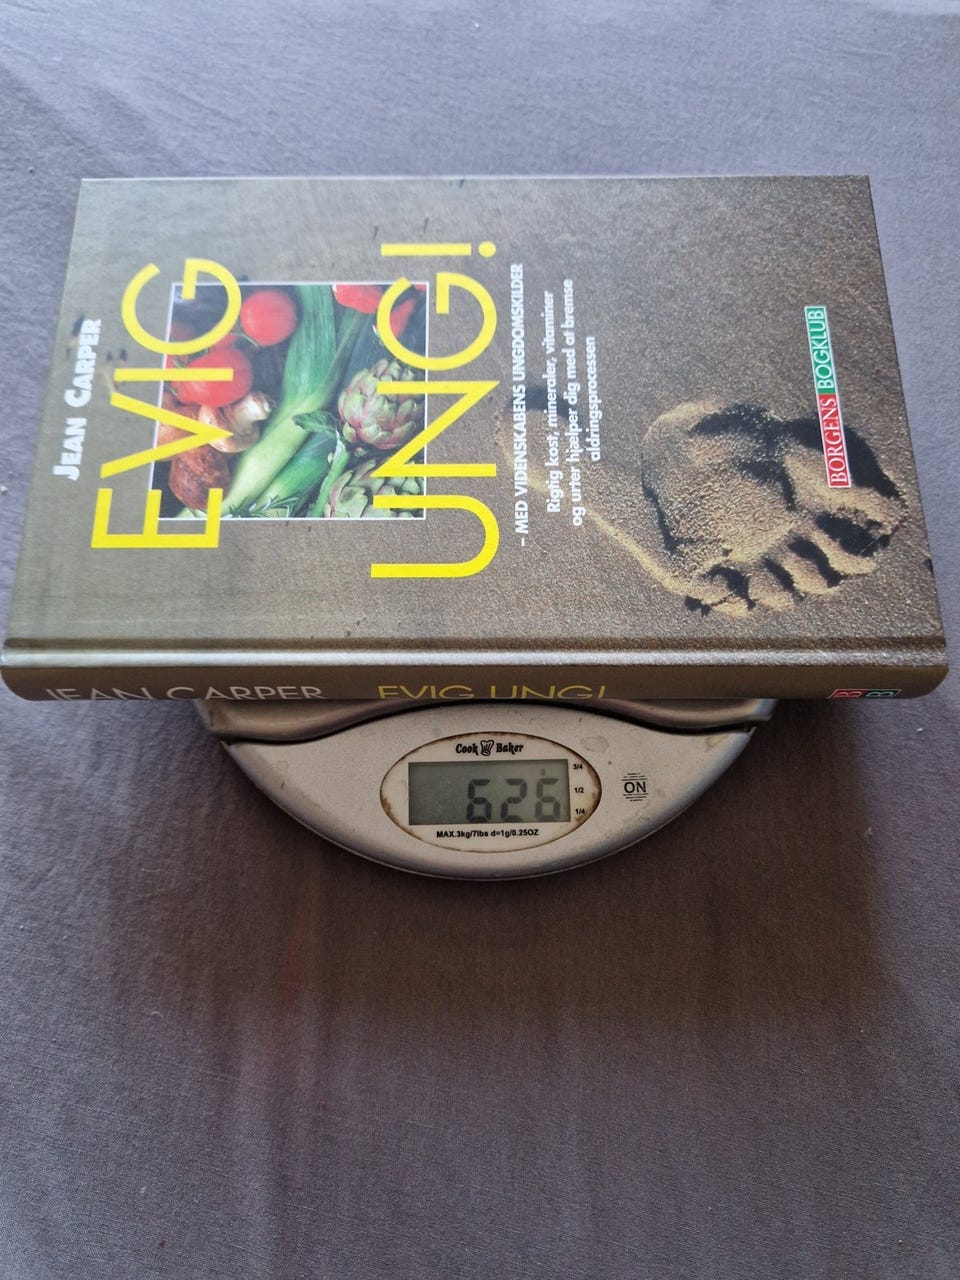 JEAN CARPER
EVIG
UNG!
- MED VIDENSKABENS UNGDOMSKILDER
Rigtig kost, mineraler, vitaminer
og urter hjælper dig med at bremse
aldringsprocessen
BORGENS BOGKLUB
JEAN CARPER EVIG UNG! B B
Cook Baker
626
3/4
1/2
1/4
ON
MAX.3kg/7lbs d=1g/0.25OZ